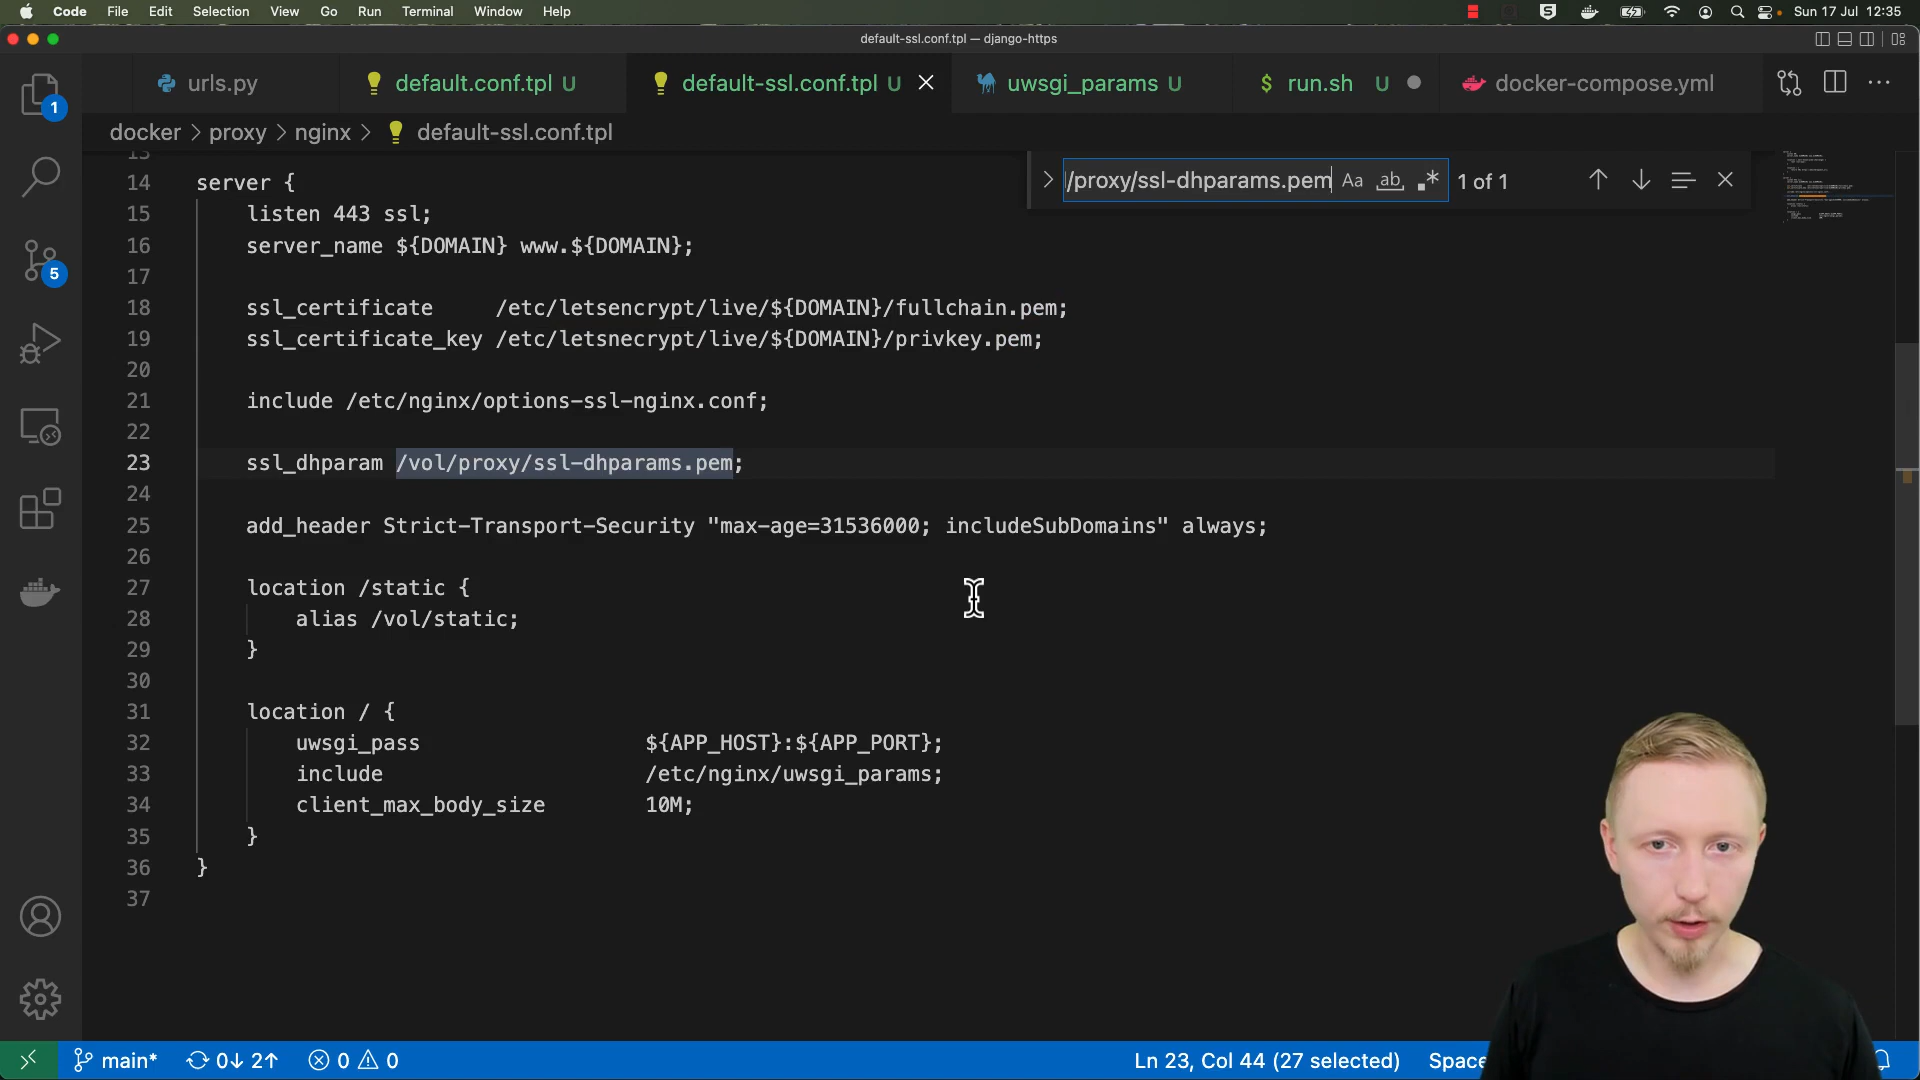 Code File Edit Selection View Go Run Terminal Window Help Sun 17 Jul 12:35
default-ssl.conf.tpl — django-https
urls.py default.conf.tpl U default-ssl.conf.tpl U uwsgi_params U $ run.sh U docker-compose.yml
docker > proxy > nginx > default-ssl.conf.tpl
/proxy/ssl-dhparams.pem Aa ab .* 1 of 1
13
14 server {
15 listen 443 ssl;
16 server_name ${DOMAIN} www.${DOMAIN};
17
18 ssl_certificate /etc/letsencrypt/live/${DOMAIN}/fullchain.pem;
19 ssl_certificate_key /etc/letsnecrypt/live/${DOMAIN}/privkey.pem;
20
21 include /etc/nginx/options-ssl-nginx.conf;
22
23 ssl_dhparam /vol/proxy/ssl-dhparams.pem;
24
25 add_header Strict-Transport-Security "max-age=31536000; includeSubDomains" always;
26
27 location /static {
28 alias /vol/static;
29 }
30
31 location / {
32 uwsgi_pass ${APP_HOST}:${APP_PORT};
33 include /etc/nginx/uwsgi_params;
34 client_max_body_size 10M;
35 }
36 }
37
1
5
main* 0↓ 2↑ 0 0 Ln 23, Col 44 (27 selected)